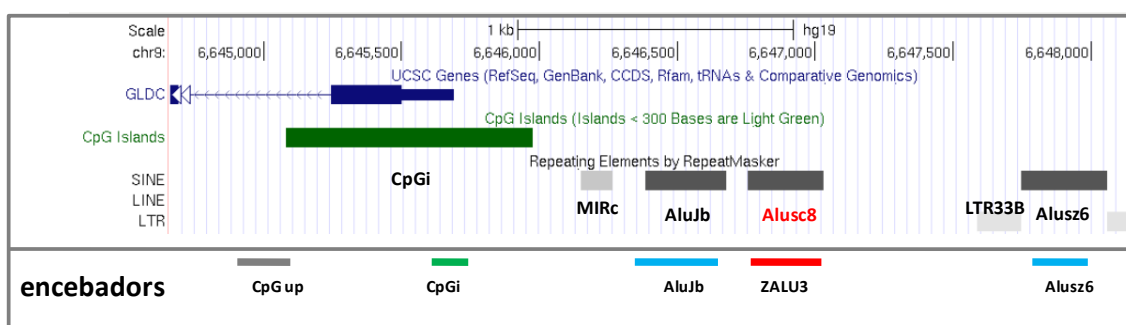 Scale 1 kb hg19
chr9: 6,645,000 6,645,500 6,646,000 6,646,500 6,647,000 6,647,500 6,648,000
UCSC Genes (RefSeq, GenBank, CCDS, Rfam, tRNAs & Comparative Genomics)
GLDC
CpG Islands (Islands < 300 Bases are Light Green)
CpG Islands
Repeating Elements by RepeatMasker
SINE CpGi
LINE MIRc AluJb Alusc8 LTR33B Alusz6
LTR
encebadors CpG up CpGi AluJb ZALU3 Alusz6